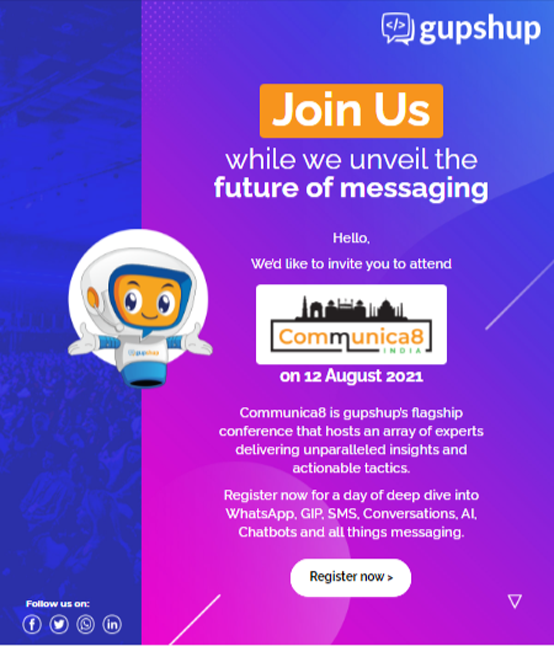 </> gupshup
Join Us
while we unveil the
future of messaging
Hello,
We'd like to invite you to attend
Communica8
INDIA
on 12 August 2021
gupshup
Communica8 is gupshup's flagship
conference that hosts an array of experts
delivering unparalleled insights and
actionable tactics.
Register now for a day of deep dive into
WhatsApp, GIP, SMS, Conversations, AI,
Chatbots and all things messaging.
Register now >
Follow us on: